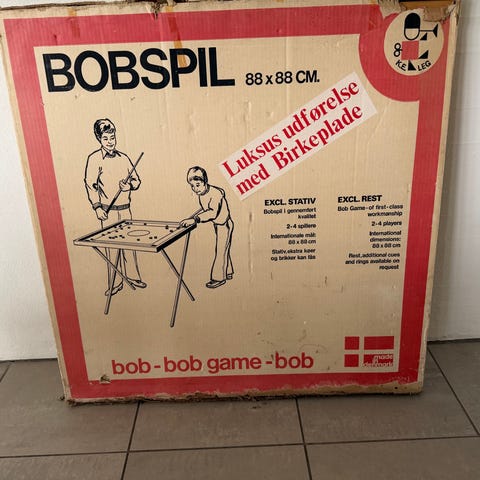 BOBSPIL 88 x 88 CM.
K.E. LEG
Luksus udførelse
med Birkeplade
EXCL. STATIV
Bobspil i gennemført
kvalitet
2-4 spillere
Internationale mål:
88 x 88 cm
Stativ,ekstra køer
og brikker kan fås
EXCL. REST
Bob Game-of first-class
workmanship
2-4 players
International
dimensions:
88 x 88 cm
Rest,additional cues
and rings available on
request
bob-bob game-bob
made
in
denmark